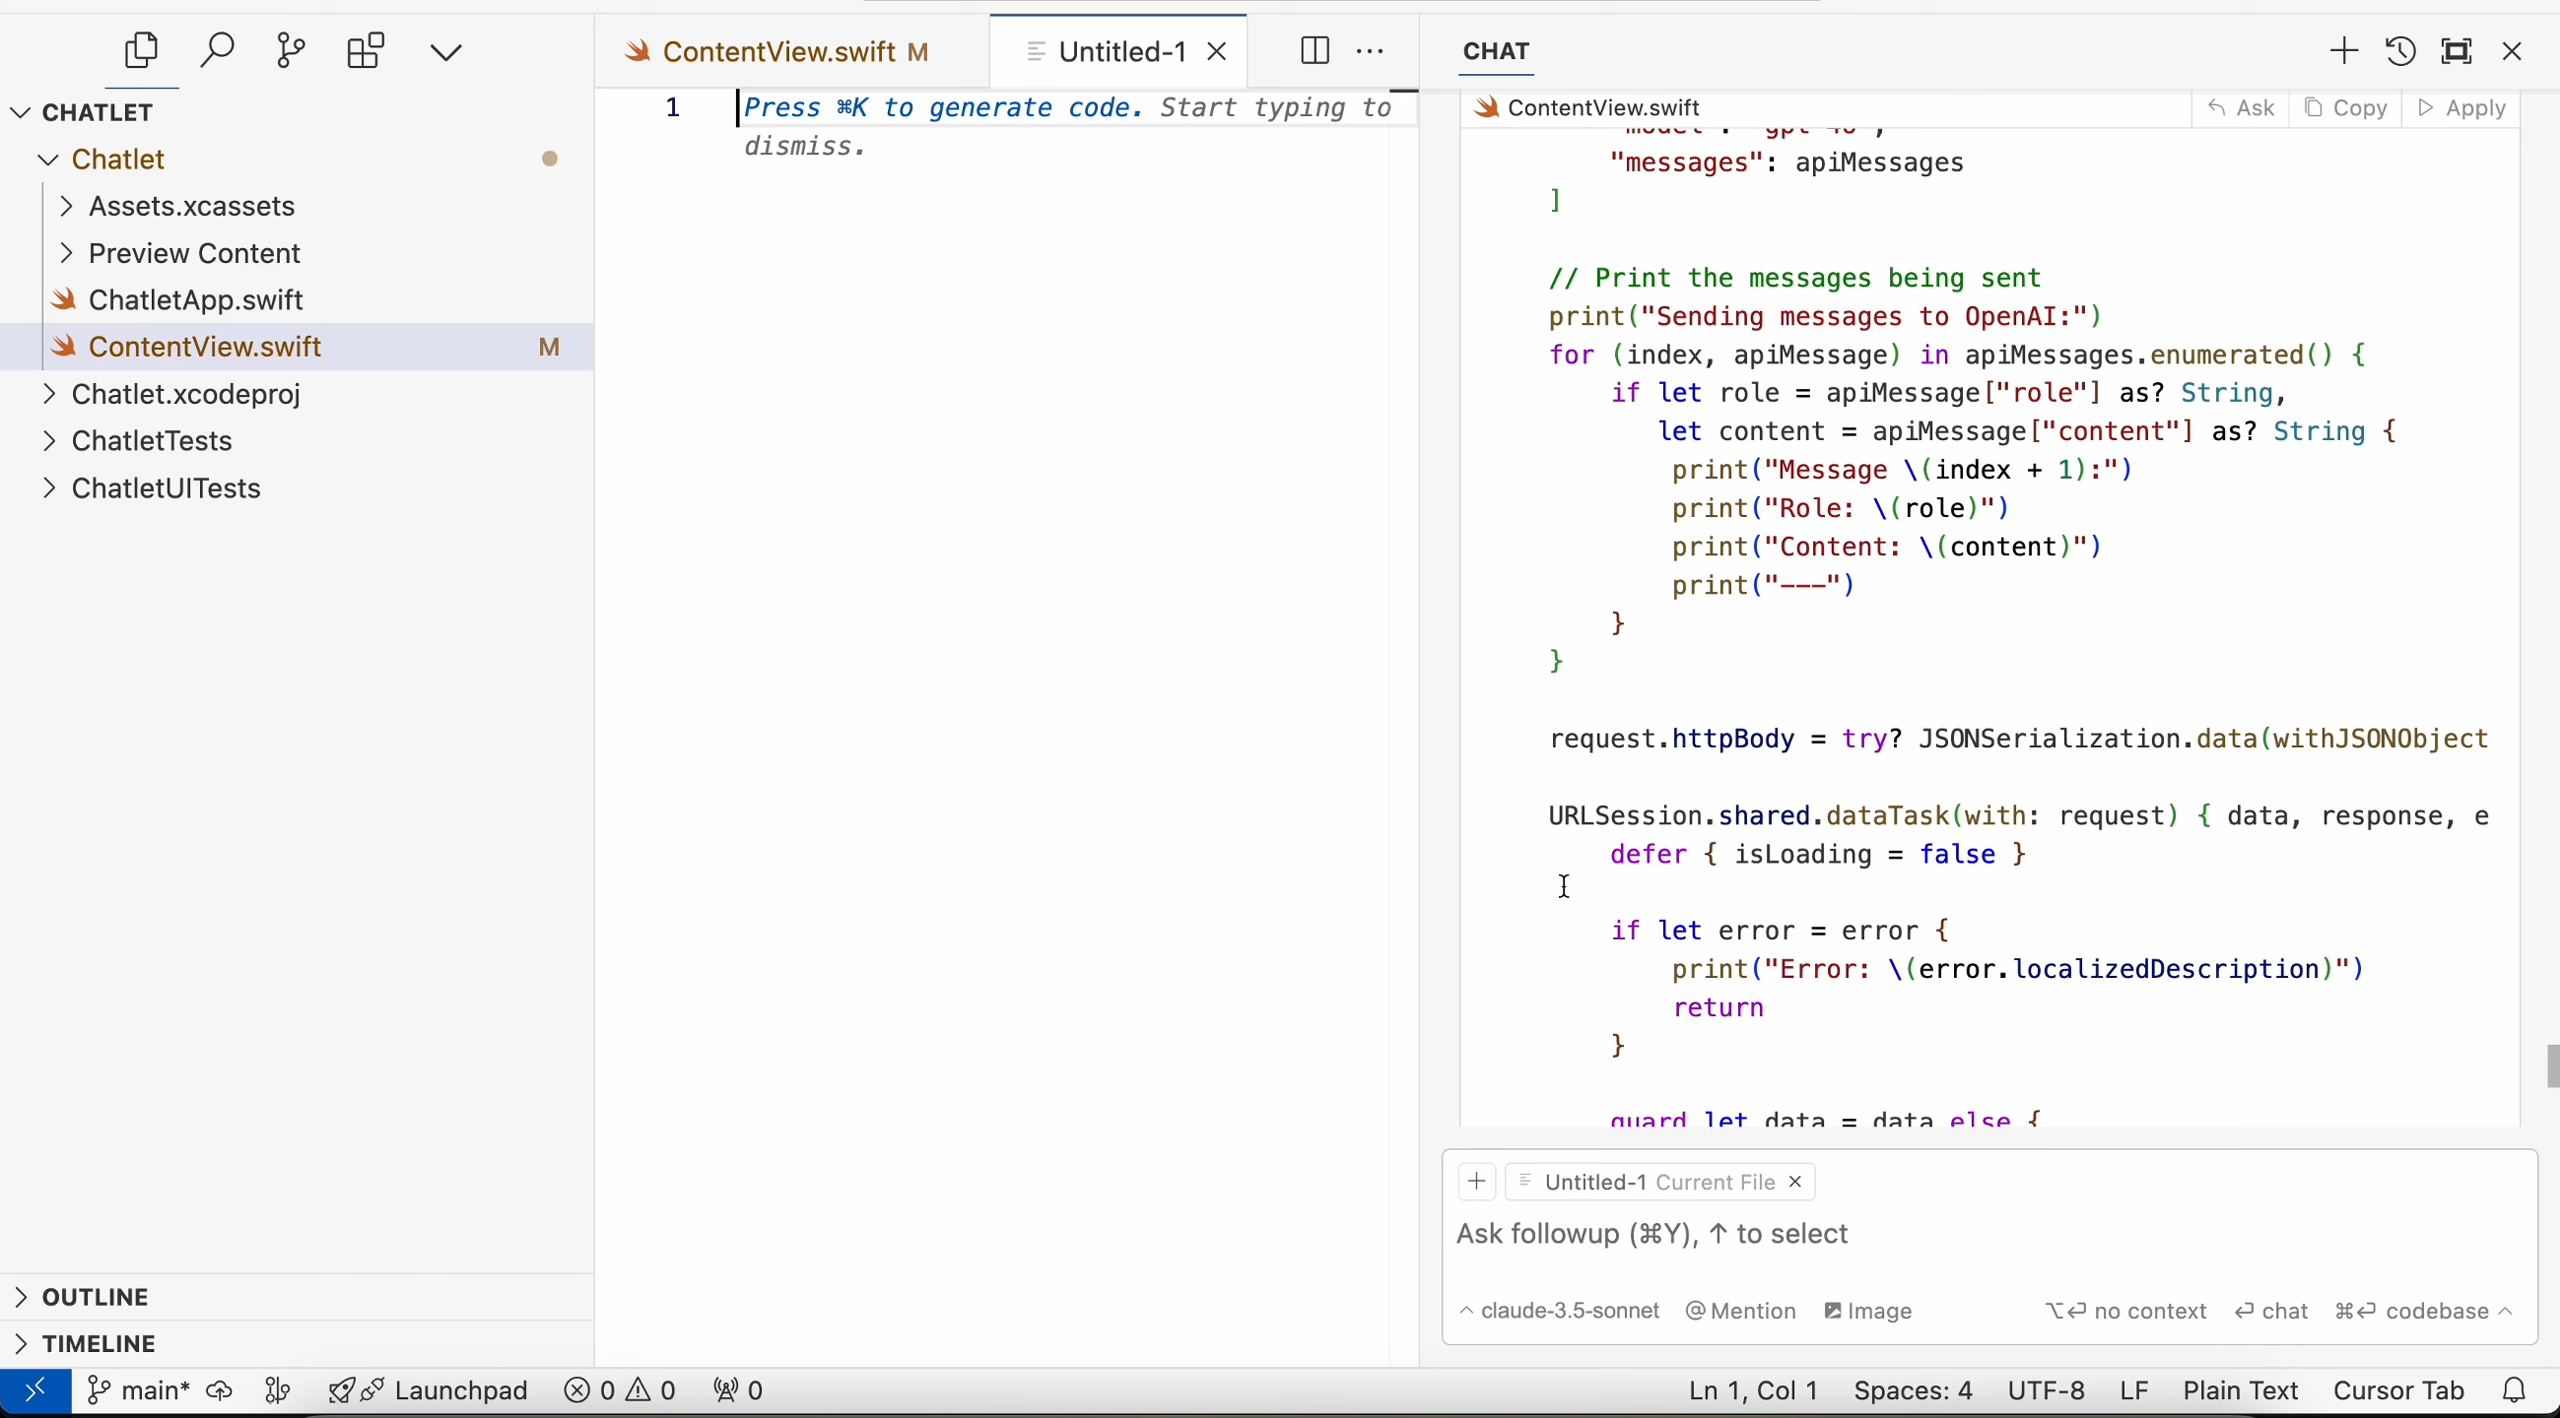 CHATLET
Chatlet
Assets.xcassets
Preview Content
ChatletApp.swift
ContentView.swift M
Chatlet.xcodeproj
ChatletTests
ChatletUITests
OUTLINE
TIMELINE
ContentView.swift M
Untitled-1
1
Press ⌘K to generate code. Start typing to
dismiss.
CHAT
ContentView.swift
Ask
Copy
Apply
"messages": apiMessages
]
// Print the messages being sent
print("Sending messages to OpenAI:")
for (index, apiMessage) in apiMessages.enumerated() {
if let role = apiMessage["role"] as? String,
let content = apiMessage["content"] as? String {
print("Message \(index + 1):")
print("Role: \(role)")
print("Content: \(content)")
print("---")
}
}
request.httpBody = try? JSONSerialization.data(withJSONObject
URLSession.shared.dataTask(with: request) { data, response, e
defer { isLoading = false }
if let error = error {
print("Error: \(error.localizedDescription)")
return
}
guard let data = data else {
Untitled-1 Current File
Ask followup (⌘Y), ↑ to select
claude-3.5-sonnet @ Mention Image
⌥⏎ no context ⏎ chat ⌘⏎ codebase
main* Launchpad 0 0 0
Ln 1, Col 1 Spaces: 4 UTF-8 LF Plain Text Cursor Tab